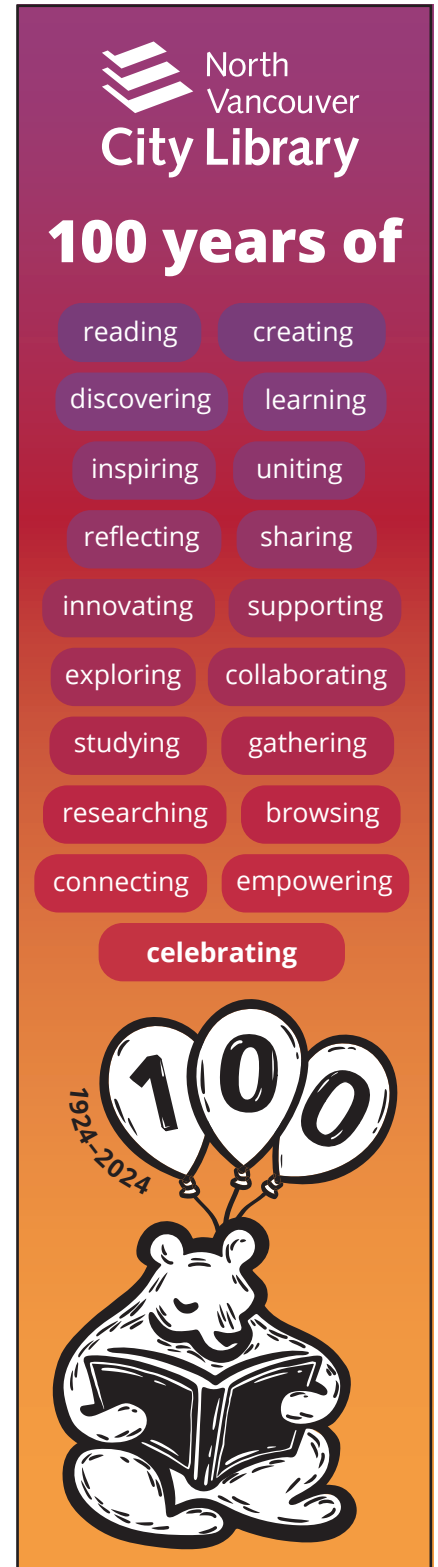 North
Vancouver
City Library
100 years of
reading creating
discovering learning
inspiring uniting
reflecting sharing
innovating supporting
exploring collaborating
studying gathering
researching browsing
connecting empowering
celebrating
100
1924-2024